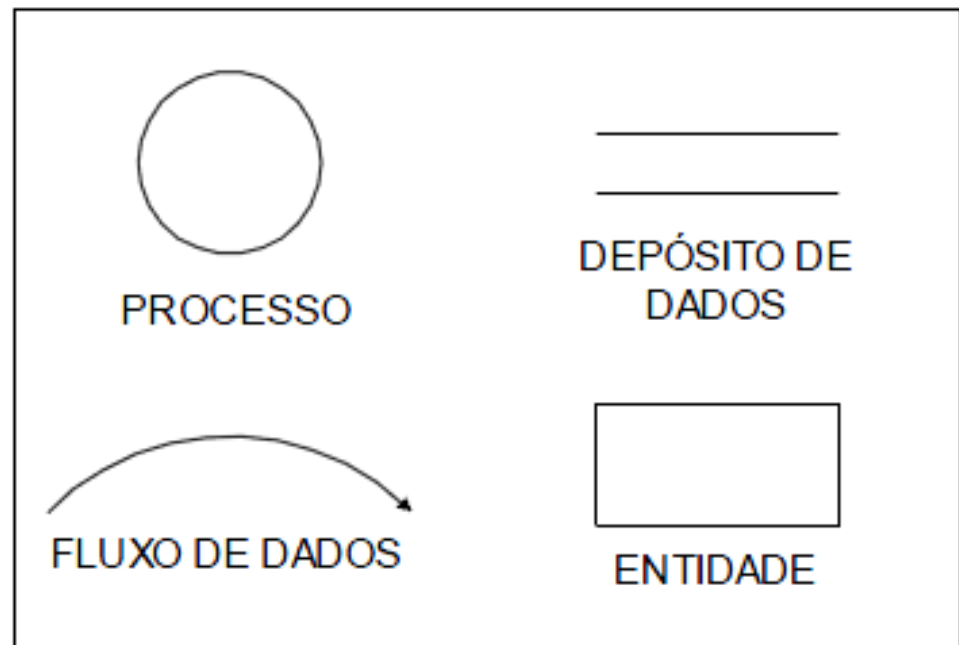 PROCESSO
DEPÓSITO DE
DADOS
FLUXO DE DADOS
ENTIDADE